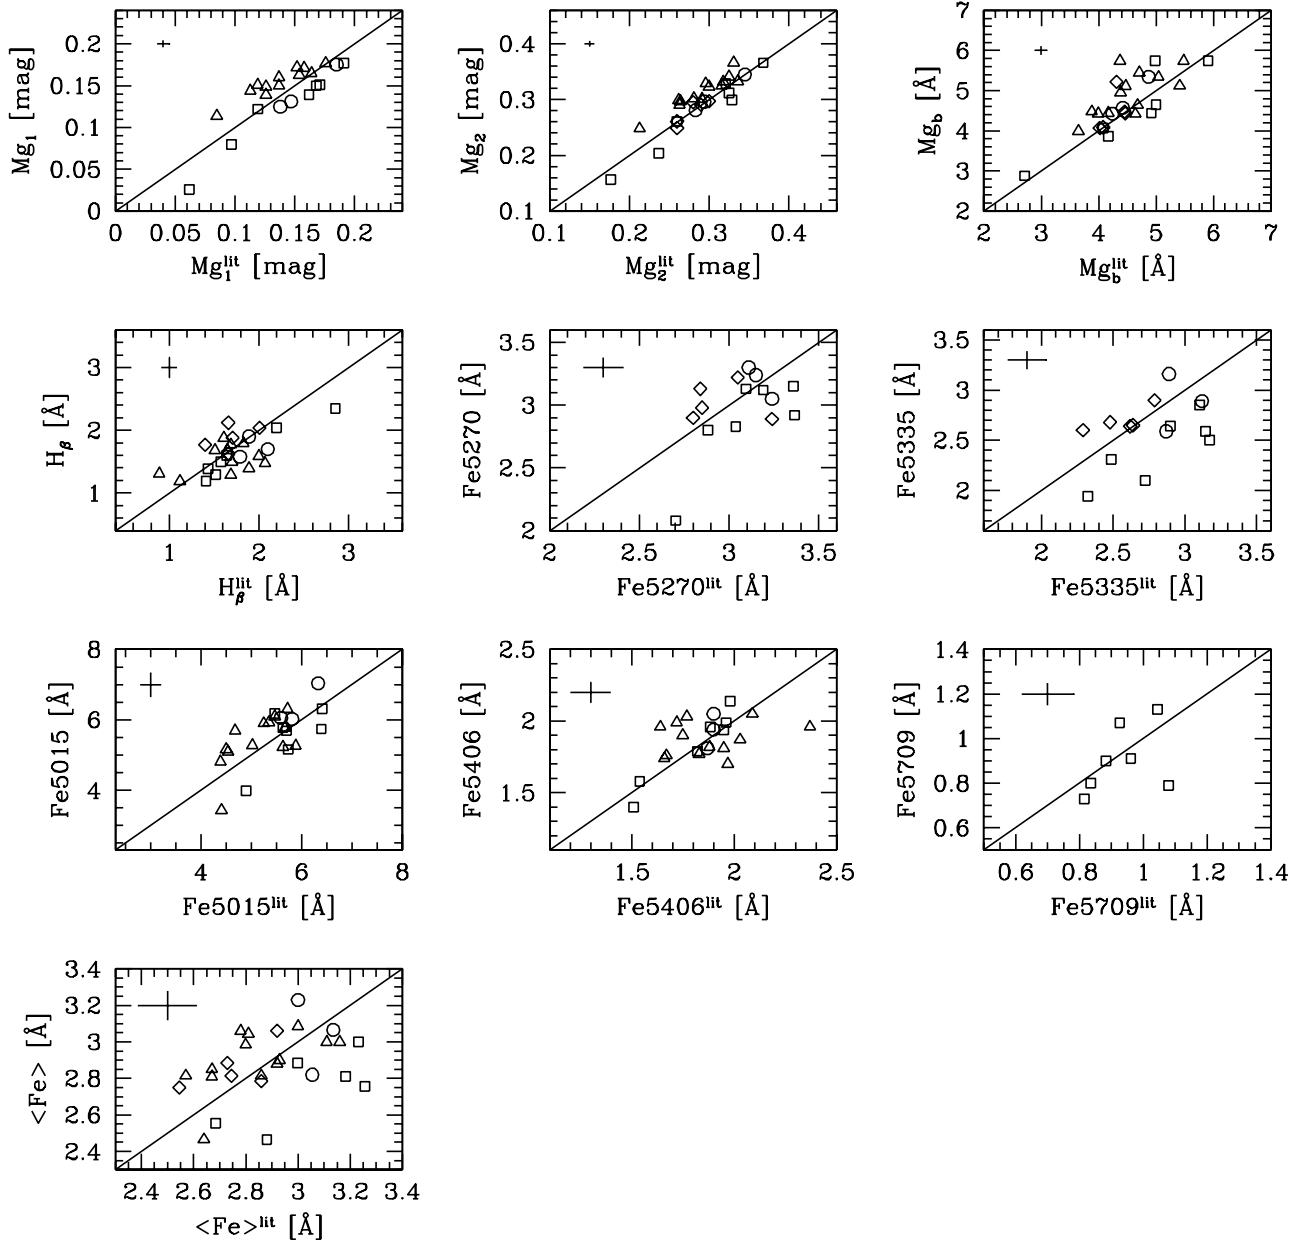 Mg₁ [mag]
0.2
0.15
0.1
0.05
0
0 0.05 0.1 0.15 0.2
Mg₁ˡⁱᵗ [mag]
Mg₂ [mag]
0.4
0.3
0.2
0.1
0.1 0.2 0.3 0.4
Mg₂ˡⁱᵗ [mag]
Mg_b [Å]
7
6
5
4
3
2
2 3 4 5 6 7
Mg_bˡⁱᵗ [Å]
H_β [Å]
3
2
1
1 2 3
H_βˡⁱᵗ [Å]
Fe5270 [Å]
3.5
3
2.5
2
2 2.5 3 3.5
Fe5270ˡⁱᵗ [Å]
Fe5335 [Å]
3.5
3
2.5
2
2 2.5 3 3.5
Fe5335ˡⁱᵗ [Å]
Fe5015 [Å]
8
6
4
4 6 8
Fe5015ˡⁱᵗ [Å]
Fe5406 [Å]
2.5
2
1.5
1.5 2 2.5
Fe5406ˡⁱᵗ [Å]
Fe5709 [Å]
1.4
1.2
1
0.8
0.6
0.6 0.8 1 1.2 1.4
Fe5709ˡⁱᵗ [Å]
<Fe> [Å]
3.4
3.2
3
2.8
2.6
2.4
2.4 2.6 2.8 3 3.2 3.4
<Fe>ˡⁱᵗ [Å]